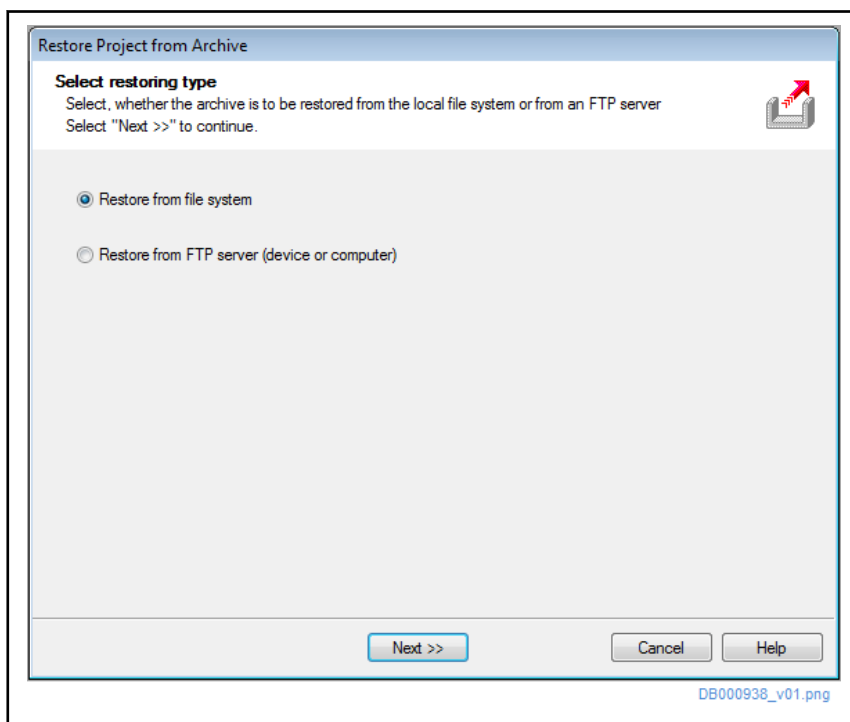 Restore Project from Archive
Select restoring type
Select, whether the archive is to be restored from the local file system or from an FTP server
Select "Next >>" to continue.
Restore from file system
Restore from FTP server (device or computer)
Next >>
Cancel
Help
DB000938_v01.png